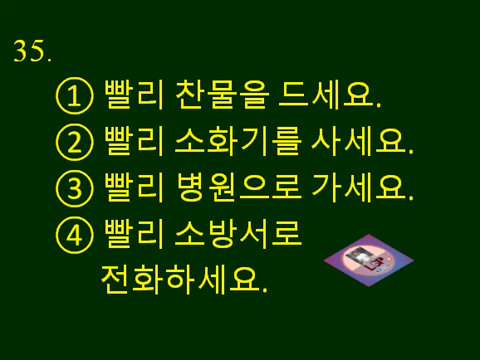 35.
① 빨리 찬물을 드세요.
② 빨리 소화기를 사세요.
③ 빨리 병원으로 가세요.
④ 빨리 소방서로
전화하세요.